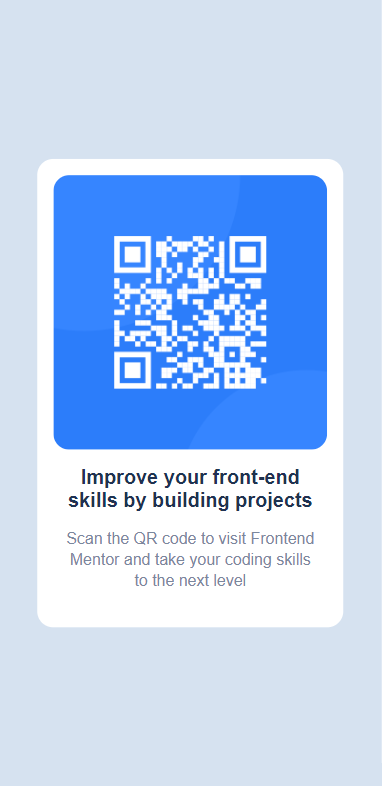 Improve your front-end
skills by building projects
Scan the QR code to visit Frontend
Mentor and take your coding skills
to the next level